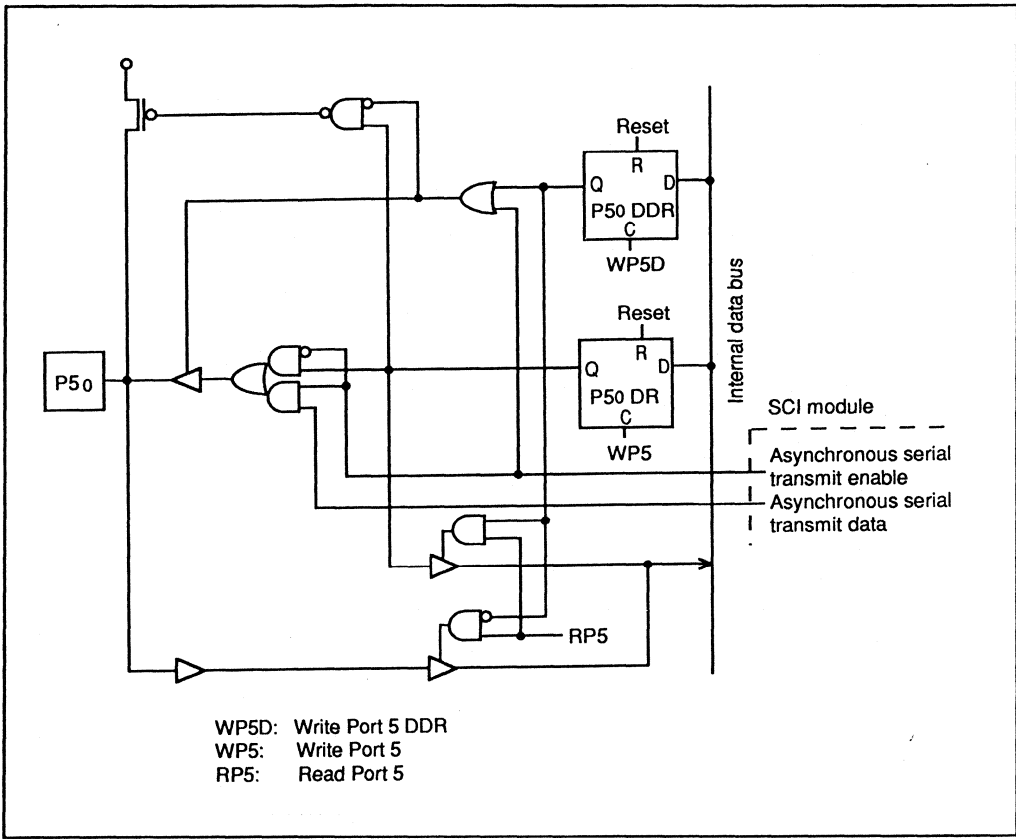 Reset
R
Q
D
P50 DDR
C
WP5D
Internal data bus
Reset
R
Q
D
P50 DR
C
WP5
P50
SCI module
Asynchronous serial
transmit enable
Asynchronous serial
transmit data
RP5
WP5D: Write Port 5 DDR
WP5: Write Port 5
RP5: Read Port 5